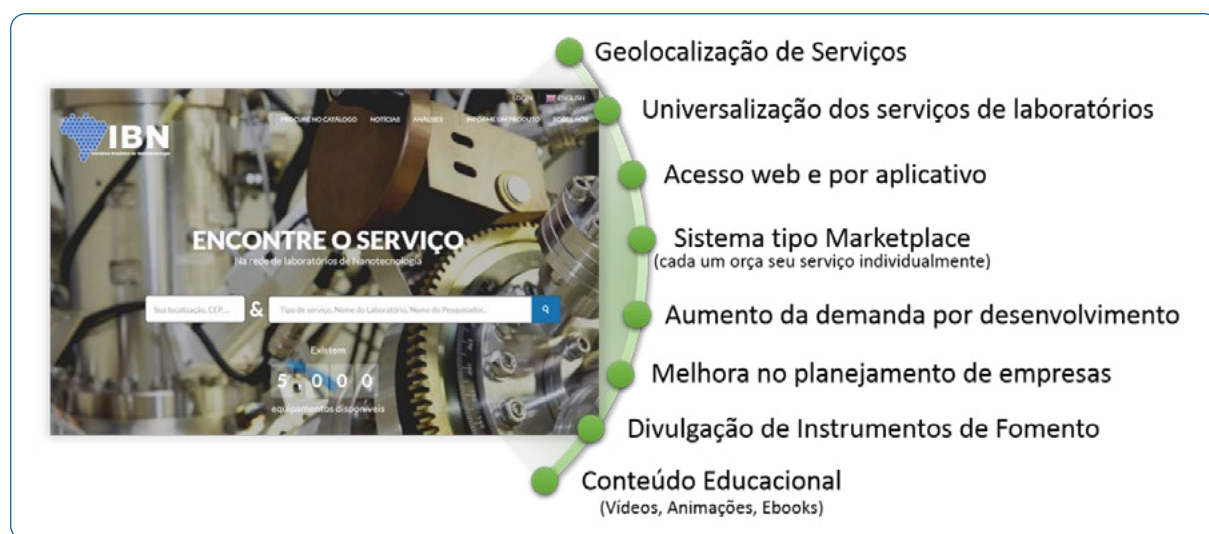 Geolocalização de Serviços
LOGIN ENGLISH
Universalização dos serviços de laboratórios
PROCURE NO CATÁLOGO NOTÍCIAS ANÁLISES INFORME UM PRODUTO SOBRE NÓS
IBN
Iniciativa Brasileira de Nanotecnologia
Acesso web e por aplicativo
ENCONTRE O SERVIÇO
Na rede de laboratórios de Nanotecnologia
Sistema tipo Marketplace
(cada um orça seu serviço individualmente)
Sua localização, CEP, ... & Tipo de serviço, Nome do Laboratório, Nome do Pesquisador..
Aumento da demanda por desenvolvimento
Existem
5.000
equipamentos disponíveis
Melhora no planejamento de empresas
Divulgação de Instrumentos de Fomento
Conteúdo Educacional
(Vídeos, Animações, Ebooks)